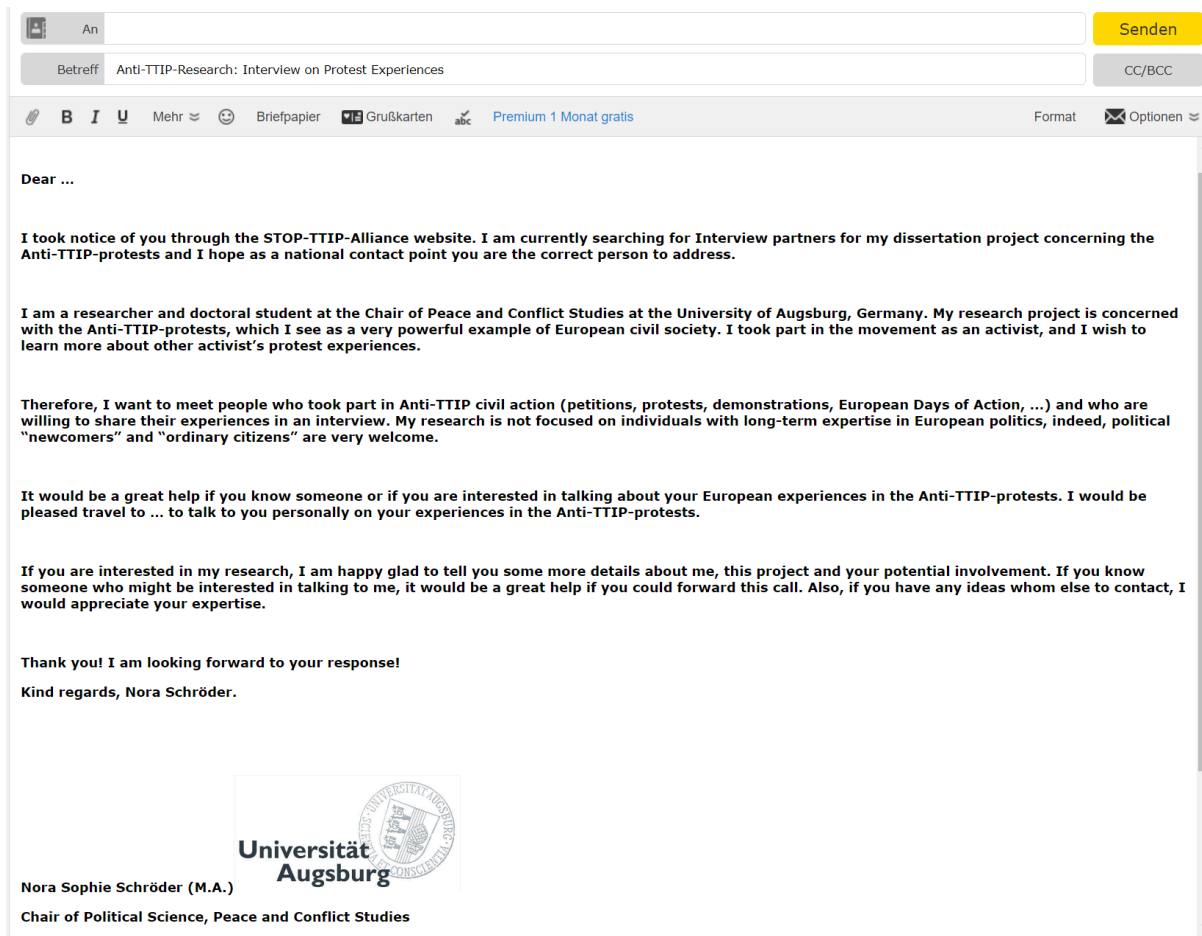 An
Senden
Betreff Anti-TTIP-Research: Interview on Protest Experiences
CC/BCC
B I U Mehr Briefpapier Grußkarten abc Premium 1 Monat gratis Format Optionen
Dear ...
I took notice of you through the STOP-TTIP-Alliance website. I am currently searching for Interview partners for my dissertation project concerning the
Anti-TTIP-protests and I hope as a national contact point you are the correct person to address.
I am a researcher and doctoral student at the Chair of Peace and Conflict Studies at the University of Augsburg, Germany. My research project is concerned
with the Anti-TTIP-protests, which I see as a very powerful example of European civil society. I took part in the movement as an activist, and I wish to
learn more about other activist’s protest experiences.
Therefore, I want to meet people who took part in Anti-TTIP civil action (petitions, protests, demonstrations, European Days of Action, ...) and who are
willing to share their experiences in an interview. My research is not focused on individuals with long-term expertise in European politics, indeed, political
“newcomers” and “ordinary citizens” are very welcome.
It would be a great help if you know someone or if you are interested in talking about your European experiences in the Anti-TTIP-protests. I would be
pleased travel to ... to talk to you personally on your experiences in the Anti-TTIP-protests.
If you are interested in my research, I am happy glad to tell you some more details about me, this project and your potential involvement. If you know
someone who might be interested in talking to me, it would be a great help if you could forward this call. Also, if you have any ideas whom else to contact, I
would appreciate your expertise.
Thank you! I am looking forward to your response!
Kind regards, Nora Schröder.
Universität
Augsburg
Nora Sophie Schröder (M.A.)
Chair of Political Science, Peace and Conflict Studies